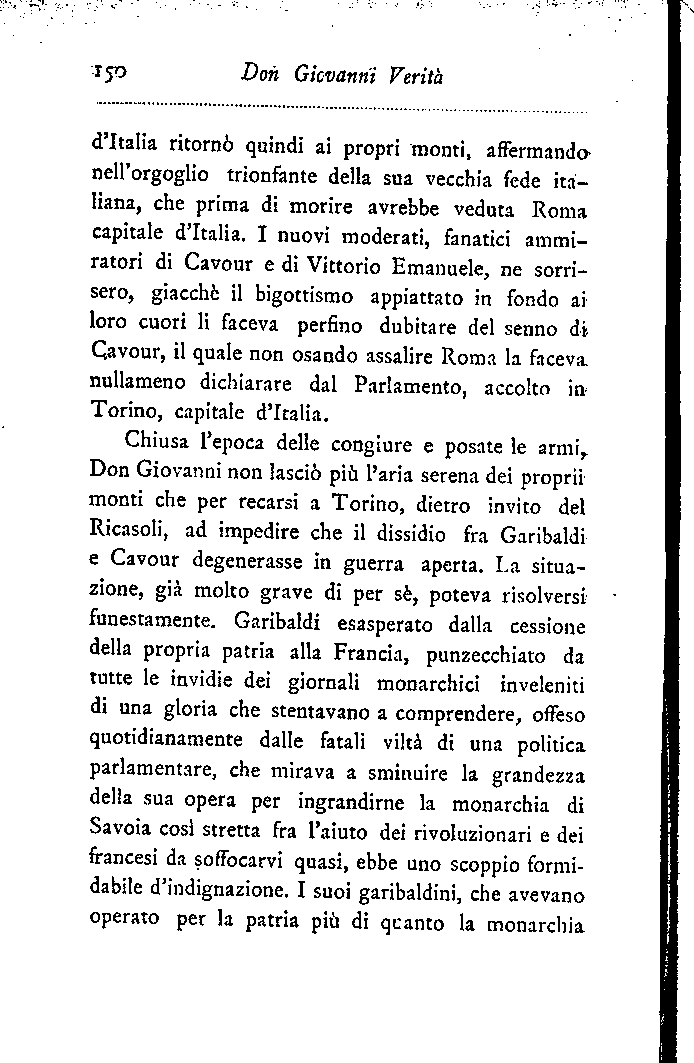 150 Don Giovanni Verità
d'Italia ritornò quindi ai propri monti, affermando
nell'orgoglio trionfante della sua vecchia fede ita-
liana, che prima di morire avrebbe veduta Roma
capitale d'Italia. I nuovi moderati, fanatici ammi-
ratori di Cavour e di Vittorio Emanuele, ne sorri-
sero, giacchè il bigottismo appiattato in fondo ai
loro cuori li faceva perfino dubitare del senno di
Cavour, il quale non osando assalire Roma la faceva
nullameno dichiarare dal Parlamento, accolto in
Torino, capitale d'Italia.
Chiusa l'epoca delle congiure e posate le armi,
Don Giovanni non lasciò più l'aria serena dei proprii
monti che per recarsi a Torino, dietro invito del
Ricasoli, ad impedire che il dissidio fra Garibaldi
e Cavour degenerasse in guerra aperta. La situa-
zione, già molto grave di per sè, poteva risolversi
funestamente. Garibaldi esasperato dalla cessione
della propria patria alla Francia, punzecchiato da
tutte le invidie dei giornali monarchici inveleniti
di una gloria che stentavano a comprendere, offeso
quotidianamente dalle fatali viltà di una politica
parlamentare, che mirava a sminuire la grandezza
della sua opera per ingrandirne la monarchia di
Savoia così stretta fra l'aiuto dei rivoluzionari e dei
francesi da soffocarvi quasi, ebbe uno scoppio formi-
dabile d'indignazione. I suoi garibaldini, che avevano
operato per la patria più di quanto la monarchia